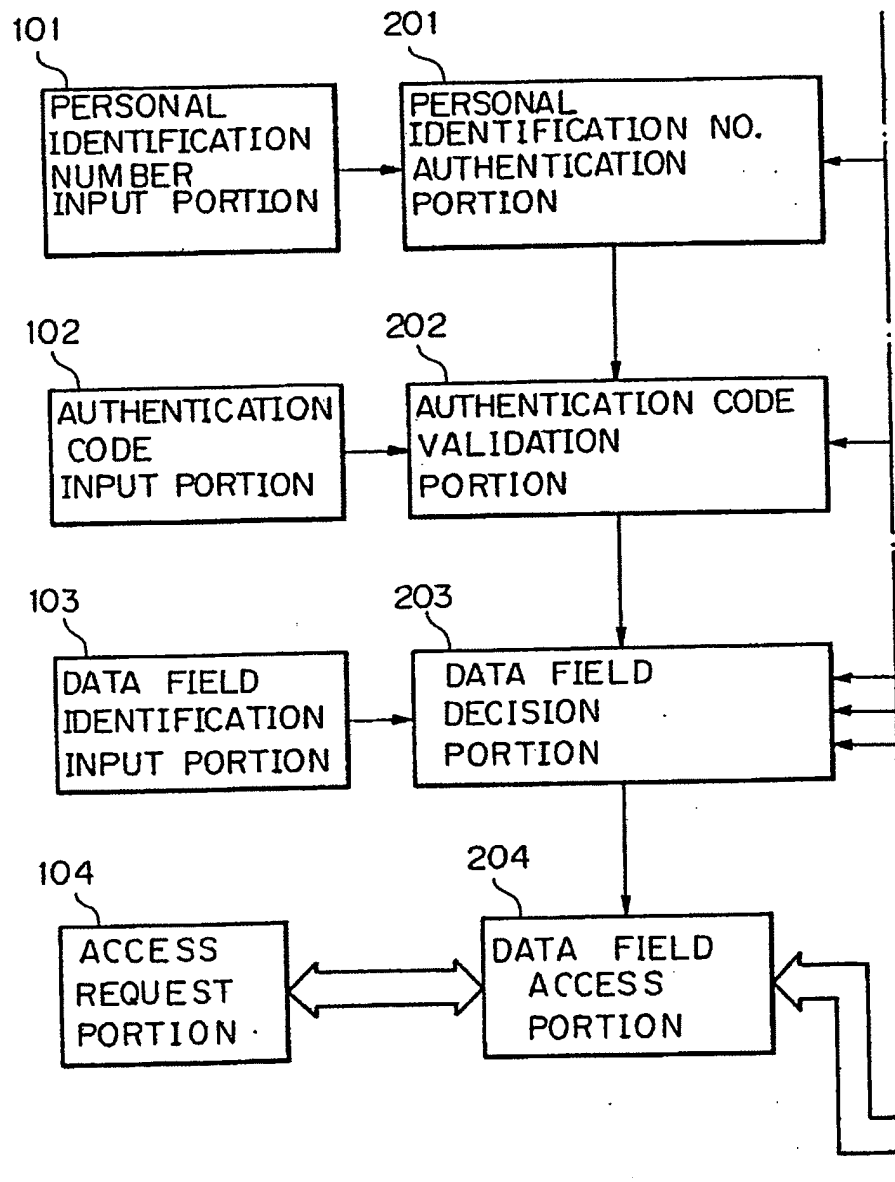 101
201
PERSONAL
IDENTIFICATION
NUMBER
INPUT PORTION
PERSONAL
IDENTIFICATION NO.
AUTHENTICATION
PORTION
102
202
AUTHENTICATION
CODE
INPUT PORTION
AUTHENTICATION CODE
VALIDATION
PORTION
103
203
DATA FIELD
IDENTIFICATION
INPUT PORTION
DATA FIELD
DECISION
PORTION
104
204
ACCESS
REQUEST
PORTION
DATA FIELD
ACCESS
PORTION